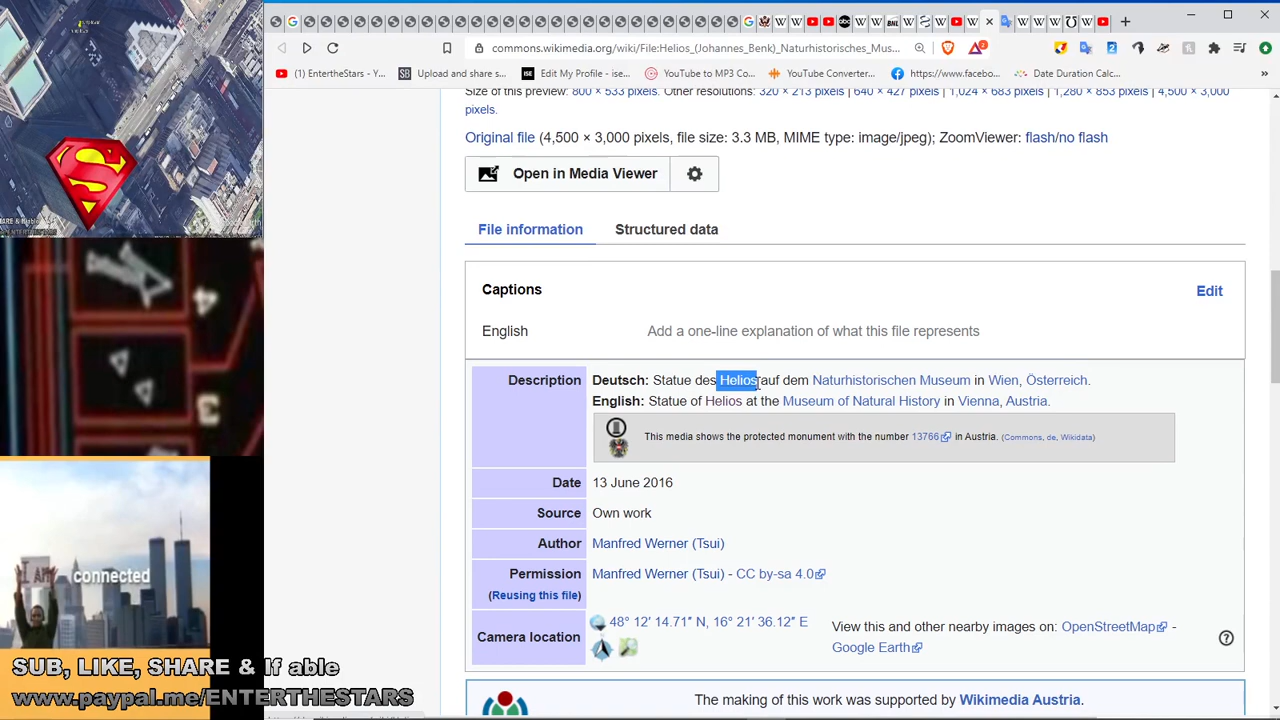 commons.wikimedia.org/wiki/File:Helios_(Johannes_Benk)_Naturhistorisches_Mus...
(1) EntertheStars - Y...
Upload and share s...
Edit My Profile - ise...
YouTube to MP3 Co...
YouTube Converter...
https://www.facebo...
Date Duration Calc...
Size of this preview: 800 × 533 pixels. Other resolutions: 320 × 213 pixels | 640 × 427 pixels | 1,024 × 683 pixels | 1,280 × 853 pixels | 4,500 × 3,000
pixels.
Original file (4,500 × 3,000 pixels, file size: 3.3 MB, MIME type: image/jpeg); ZoomViewer: flash/no flash
Open in Media Viewer
File information
Structured data
Captions
Edit
English
Add a one-line explanation of what this file represents
Description
Deutsch: Statue des Helios auf dem Naturhistorischen Museum in Wien, Österreich.
English: Statue of Helios at the Museum of Natural History in Vienna, Austria.
This media shows the protected monument with the number 13766 in Austria. (Commons, de, Wikidata)
Date
13 June 2016
Source
Own work
Author
Manfred Werner (Tsui)
Permission
(Reusing this file)
Manfred Werner (Tsui) - CC by-sa 4.0
Camera location
48° 12′ 14.71″ N, 16° 21′ 36.12″ E
View this and other nearby images on: OpenStreetMap -
Google Earth
The making of this work was supported by Wikimedia Austria.
S
4
3
I AM
connected
SUB, LIKE, SHARE & If able
www.paypal.me/ENTERTHESTARS